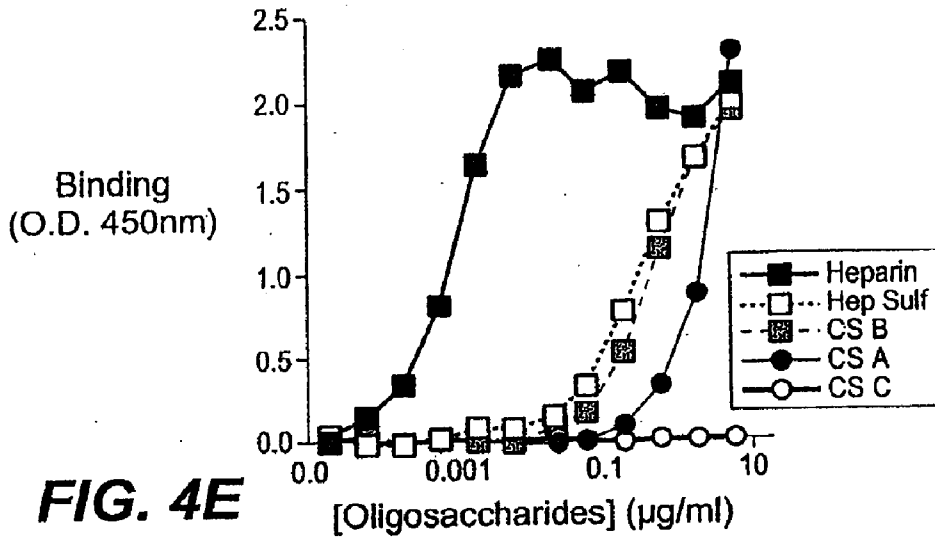 2.5
2.0
1.5
1.0
0.5
0.0
Binding
(O.D. 450nm)
Heparin
Hep Sulf
CS B
CS A
CS C
0.0
0.001
0.1
10
[Oligosaccharides] (µg/ml)
FIG. 4E